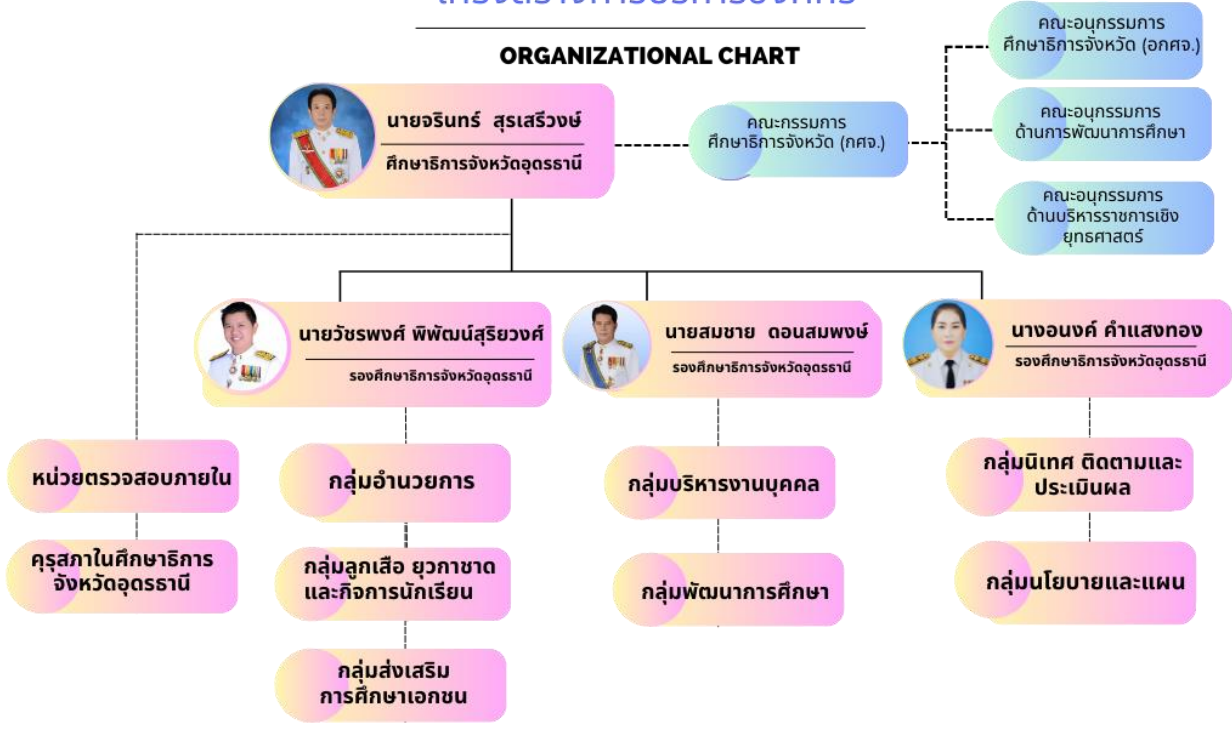 โครงสร้างการบริหารองค์กร
ORGANIZATIONAL CHART
นายจรินทร์ สุรเสรีวงษ์
ศึกษาธิการจังหวัดอุดรธานี
คณะกรรมการ
ศึกษาธิการจังหวัด (กศจ.)
คณะอนุกรรมการ
ศึกษาธิการจังหวัด (อกศจ.)
คณะอนุกรรมการ
ด้านการพัฒนาการศึกษา
คณะอนุกรรมการ
ด้านบริหารราชการเชิง
ยุทธศาสตร์
นายวัชรพงศ์ พิพัฒน์สุริยวงศ์
รองศึกษาธิการจังหวัดอุดรธานี
นายสมชาย ดอนสมพงษ์
รองศึกษาธิการจังหวัดอุดรธานี
นางอนงค์ คำแสงทอง
รองศึกษาธิการจังหวัดอุดรธานี
หน่วยตรวจสอบภายใน
คุรุสภาในศึกษาธิการ
จังหวัดอุดรธานี
กลุ่มอำนวยการ
กลุ่มลูกเสือ ยุวกาชาด
และกิจการนักเรียน
กลุ่มส่งเสริม
การศึกษาเอกชน
กลุ่มบริหารงานบุคคล
กลุ่มพัฒนาการศึกษา
กลุ่มนิเทศ ติดตามและ
ประเมินผล
กลุ่มนโยบายและแผน